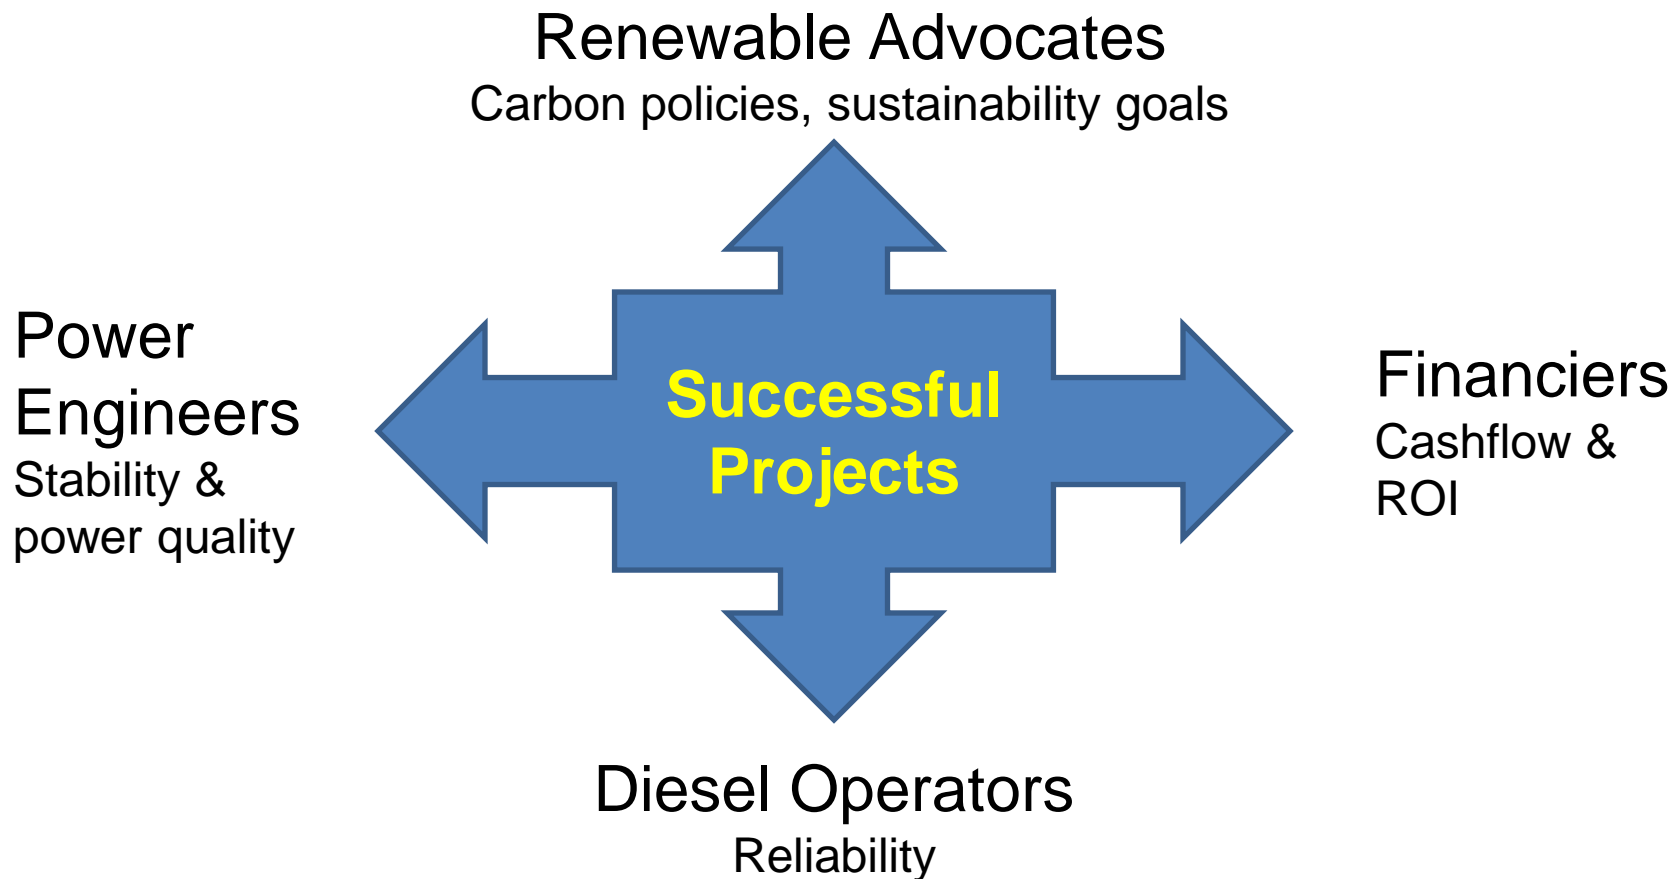 Renewable Advocates
Carbon policies, sustainability goals
Power
Engineers
Stability &
power quality
Successful
Projects
Financiers
Cashflow &
ROI
Diesel Operators
Reliability